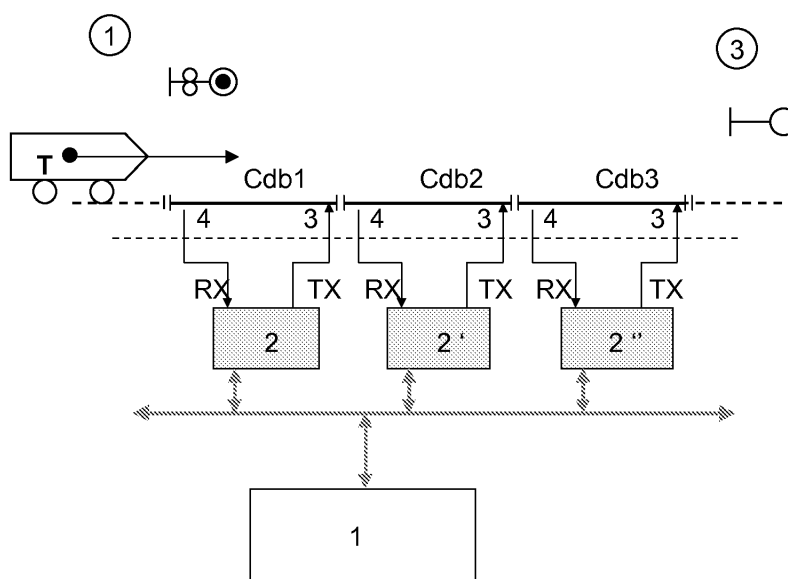 1
3
T
Cdb1 Cdb2 Cdb3
4 3 4 3 4 3
RX TX RX TX RX TX
2 2 ‘ 2 “
1